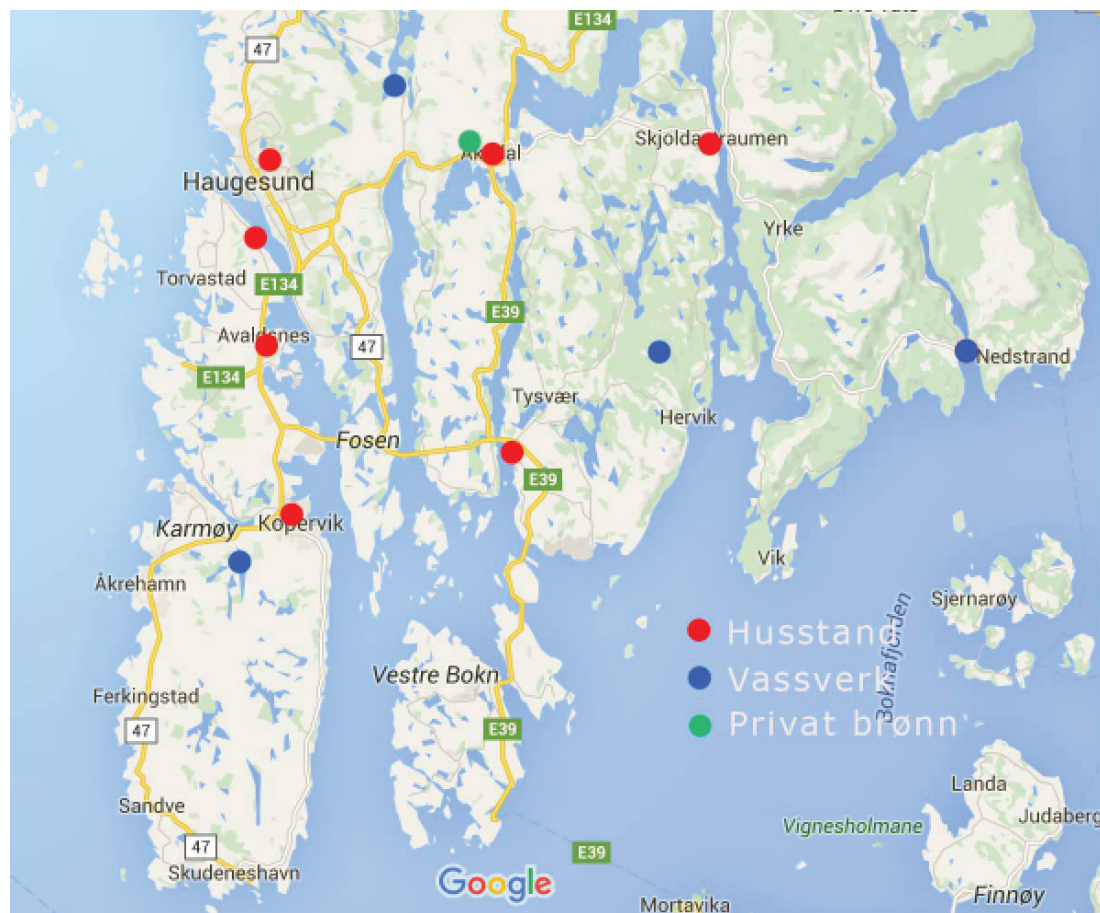 E134
47
Skjoldastraumen
Haugesund
Yrke
Torvastad
E134
E39
Avaldsnes
47
Nedstrand
E134
Tysvær
Hervik
Fosen
E39
Karmøy
Kopervik
Vik
Åkrehamn
Sjernarøy
Husstand
Vestre Bokn
Vassverk
Boknafjorden
Ferkingstad
Privat brønn
47
E39
Landa
Sandve
Judaberg
Vignesholmane
47
E39
Skudeneshavn
Google
Finnøy
Mortavika